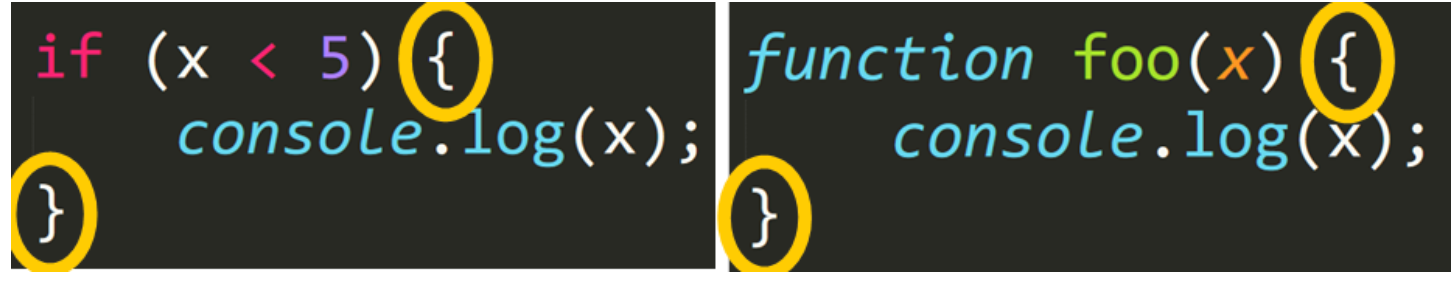 if (x < 5) {
    console.log(x);
}
function foo(x) {
    console.log(x);
}